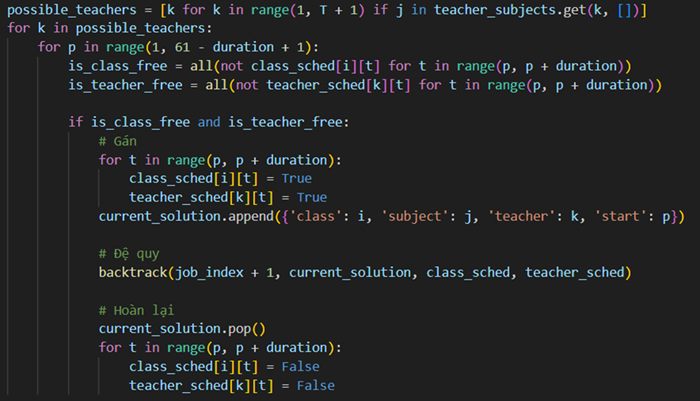 possible_teachers = [k for k in range(1, T + 1) if j in teacher_subjects.get(k, [])]
for k in possible_teachers:
    for p in range(1, 61 - duration + 1):
        is_class_free = all(not class_sched[i][t] for t in range(p, p + duration))
        is_teacher_free = all(not teacher_sched[k][t] for t in range(p, p + duration))

        if is_class_free and is_teacher_free:
            # Gán
            for t in range(p, p + duration):
                class_sched[i][t] = True
                teacher_sched[k][t] = True
            current_solution.append({'class': i, 'subject': j, 'teacher': k, 'start': p})

            # Đệ quy
            backtrack(job_index + 1, current_solution, class_sched, teacher_sched)

            # Hoàn lại
            current_solution.pop()
            for t in range(p, p + duration):
                class_sched[i][t] = False
                teacher_sched[k][t] = False